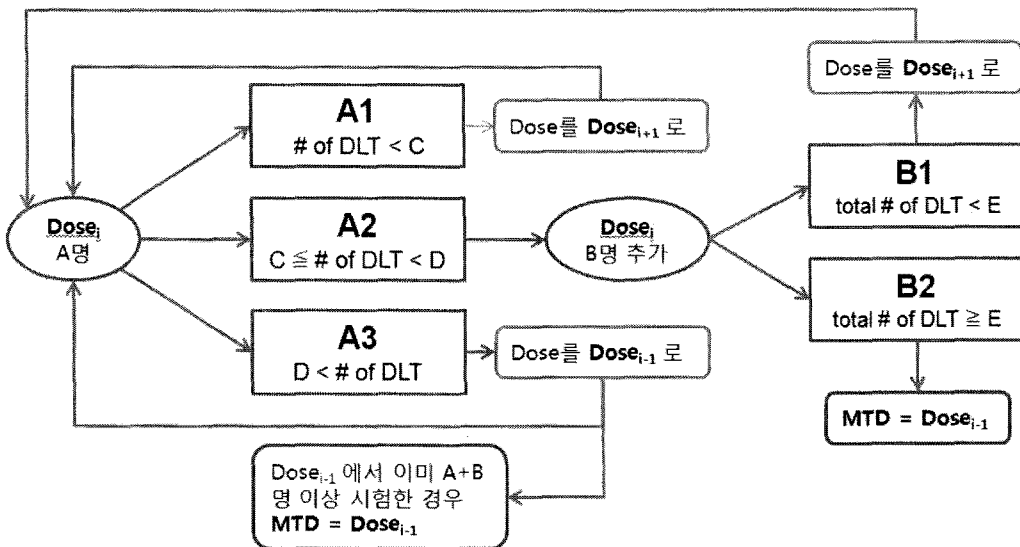 Dose를 Dose_{i+1} 로
A1
# of DLT < C
Dose를 Dose_{i+1} 로
B1
total # of DLT < E
Dose_i
A명
A2
C ≦ # of DLT < D
Dose_i
B명 추가
B2
total # of DLT ≧ E
A3
D < # of DLT
Dose를 Dose_{i-1} 로
MTD = Dose_{i-1}
Dose_{i-1} 에서 이미 A+B
명 이상 시험한 경우
MTD = Dose_{i-1}